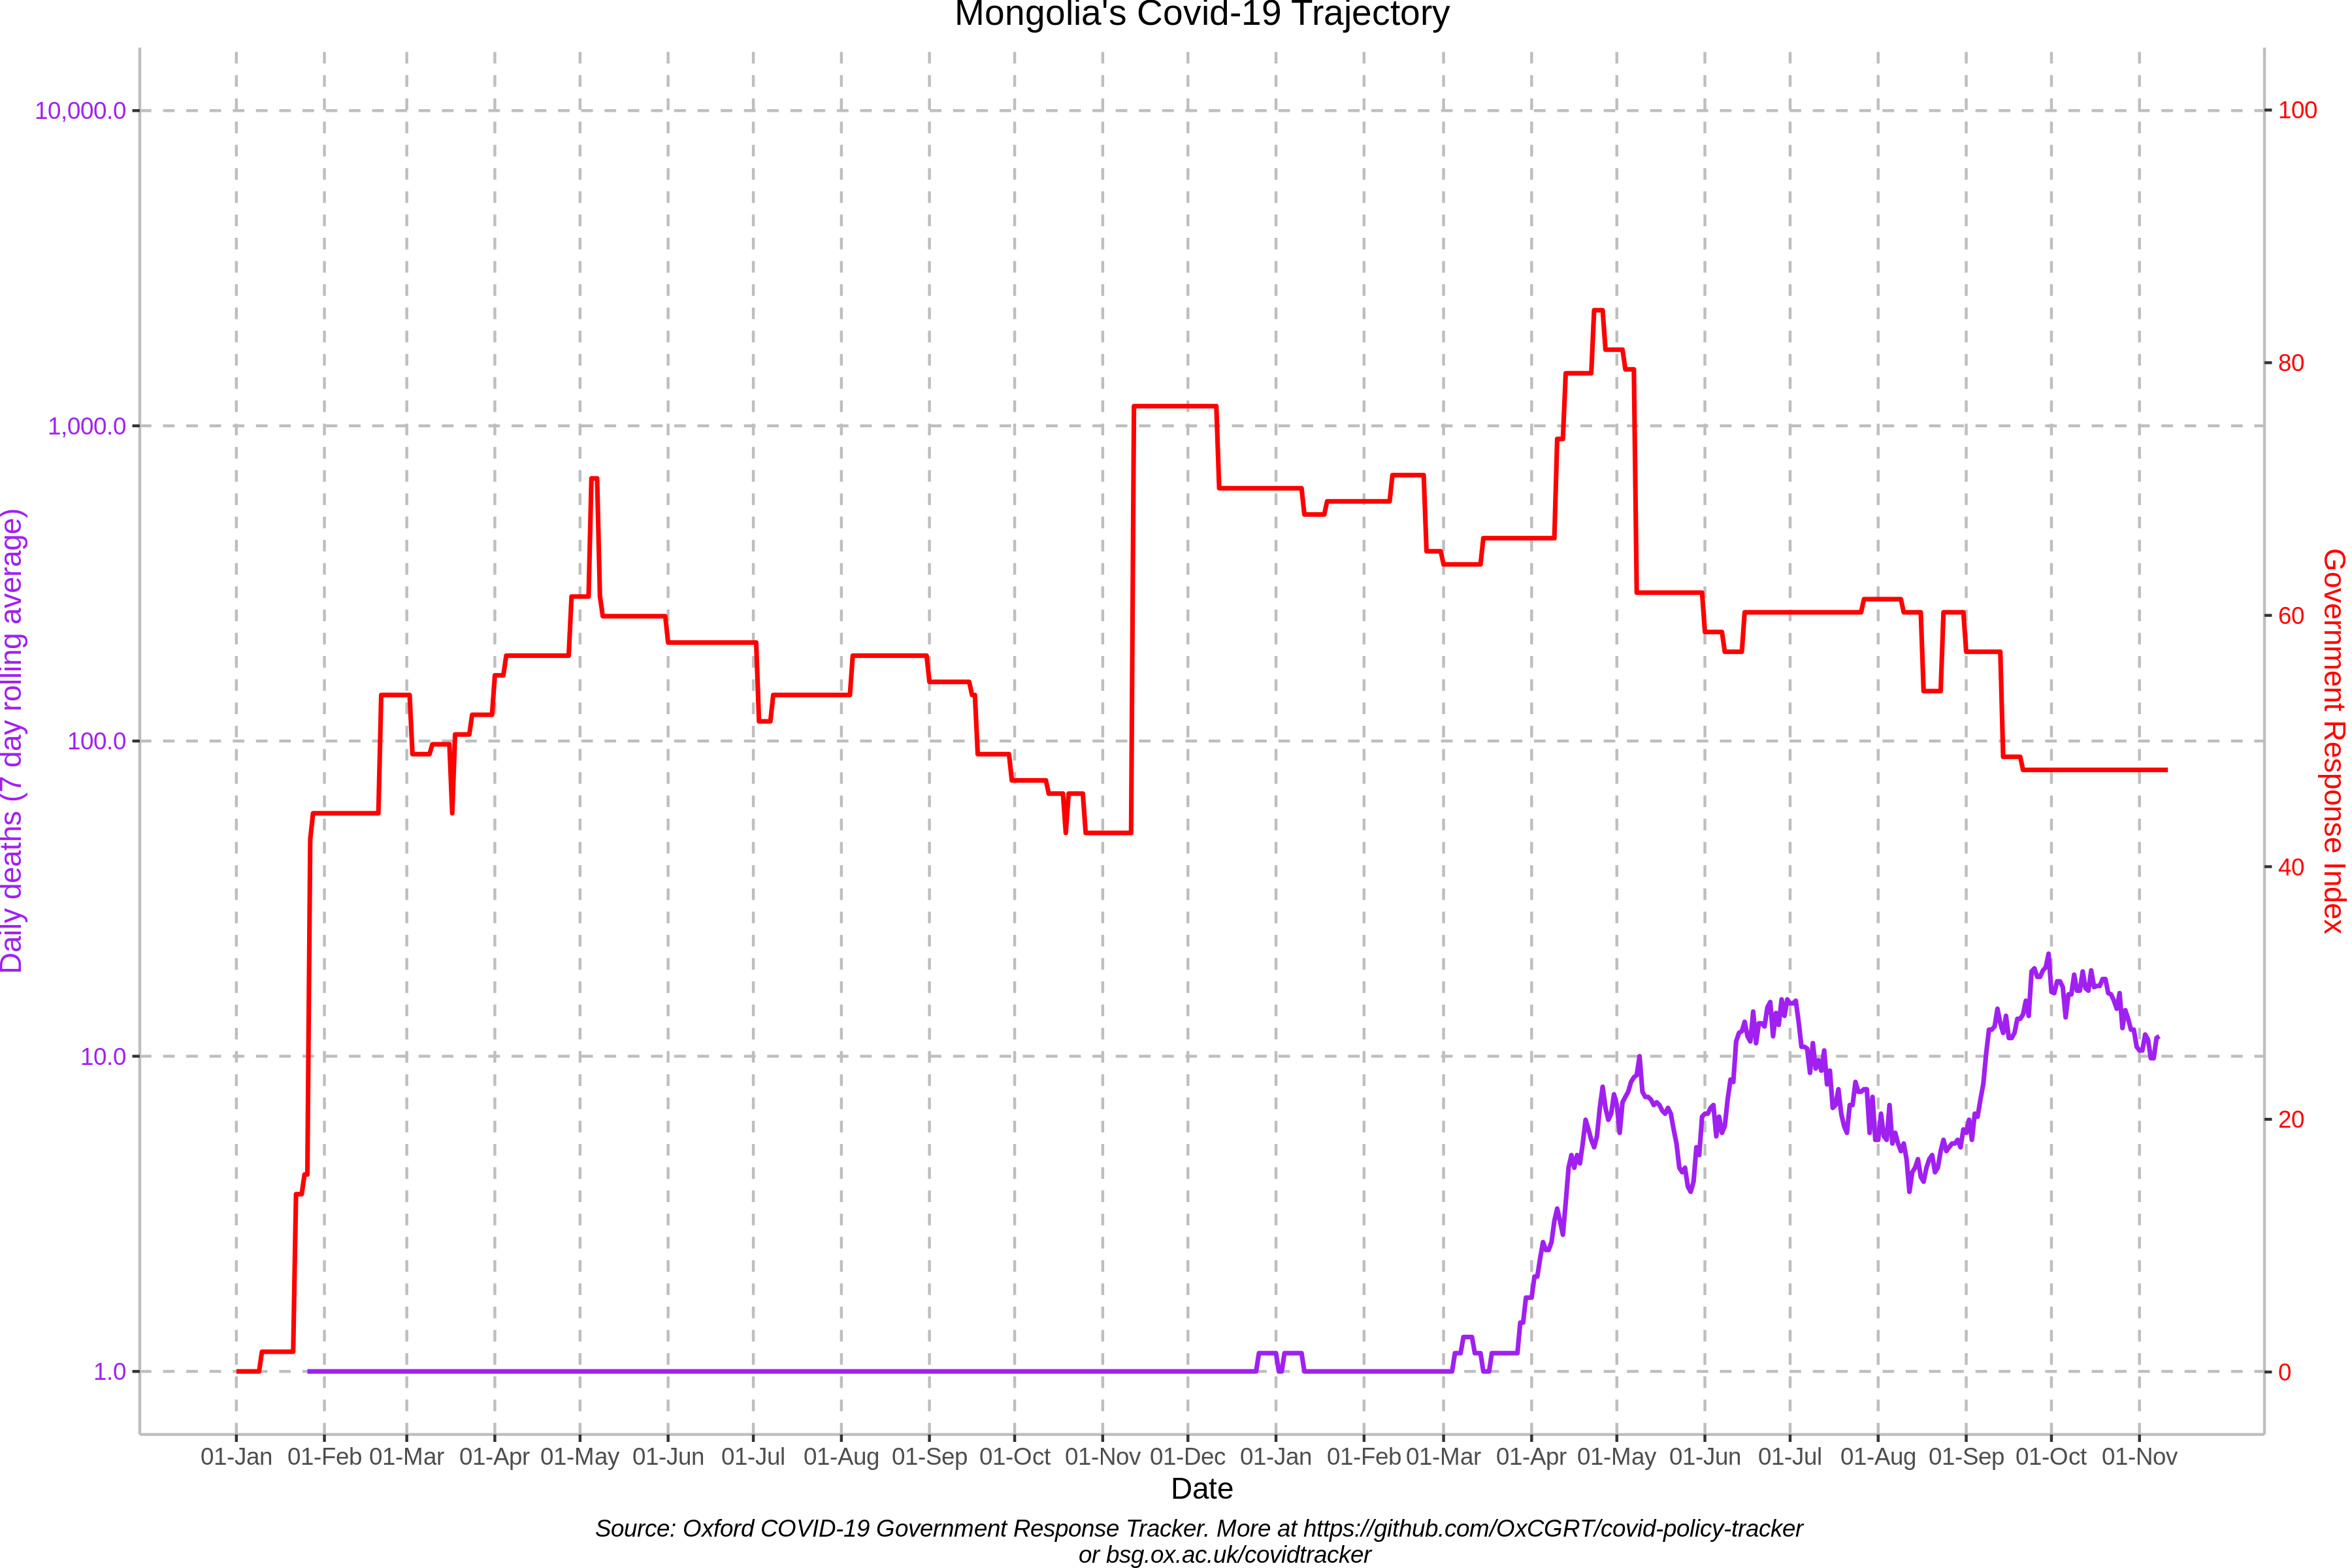 Mongolia's Covid-19 Trajectory
10,000.0
1,000.0
100.0
10.0
1.0
Daily deaths (7 day rolling average)
100
80
60
40
20
0
Government Response Index
01-Jan 01-Feb 01-Mar 01-Apr 01-May 01-Jun 01-Jul 01-Aug 01-Sep 01-Oct 01-Nov 01-Dec 01-Jan 01-Feb 01-Mar 01-Apr 01-May 01-Jun 01-Jul 01-Aug 01-Sep 01-Oct 01-Nov
Date
Source: Oxford COVID-19 Government Response Tracker. More at https://github.com/OxCGRT/covid-policy-tracker
or bsg.ox.ac.uk/covidtracker